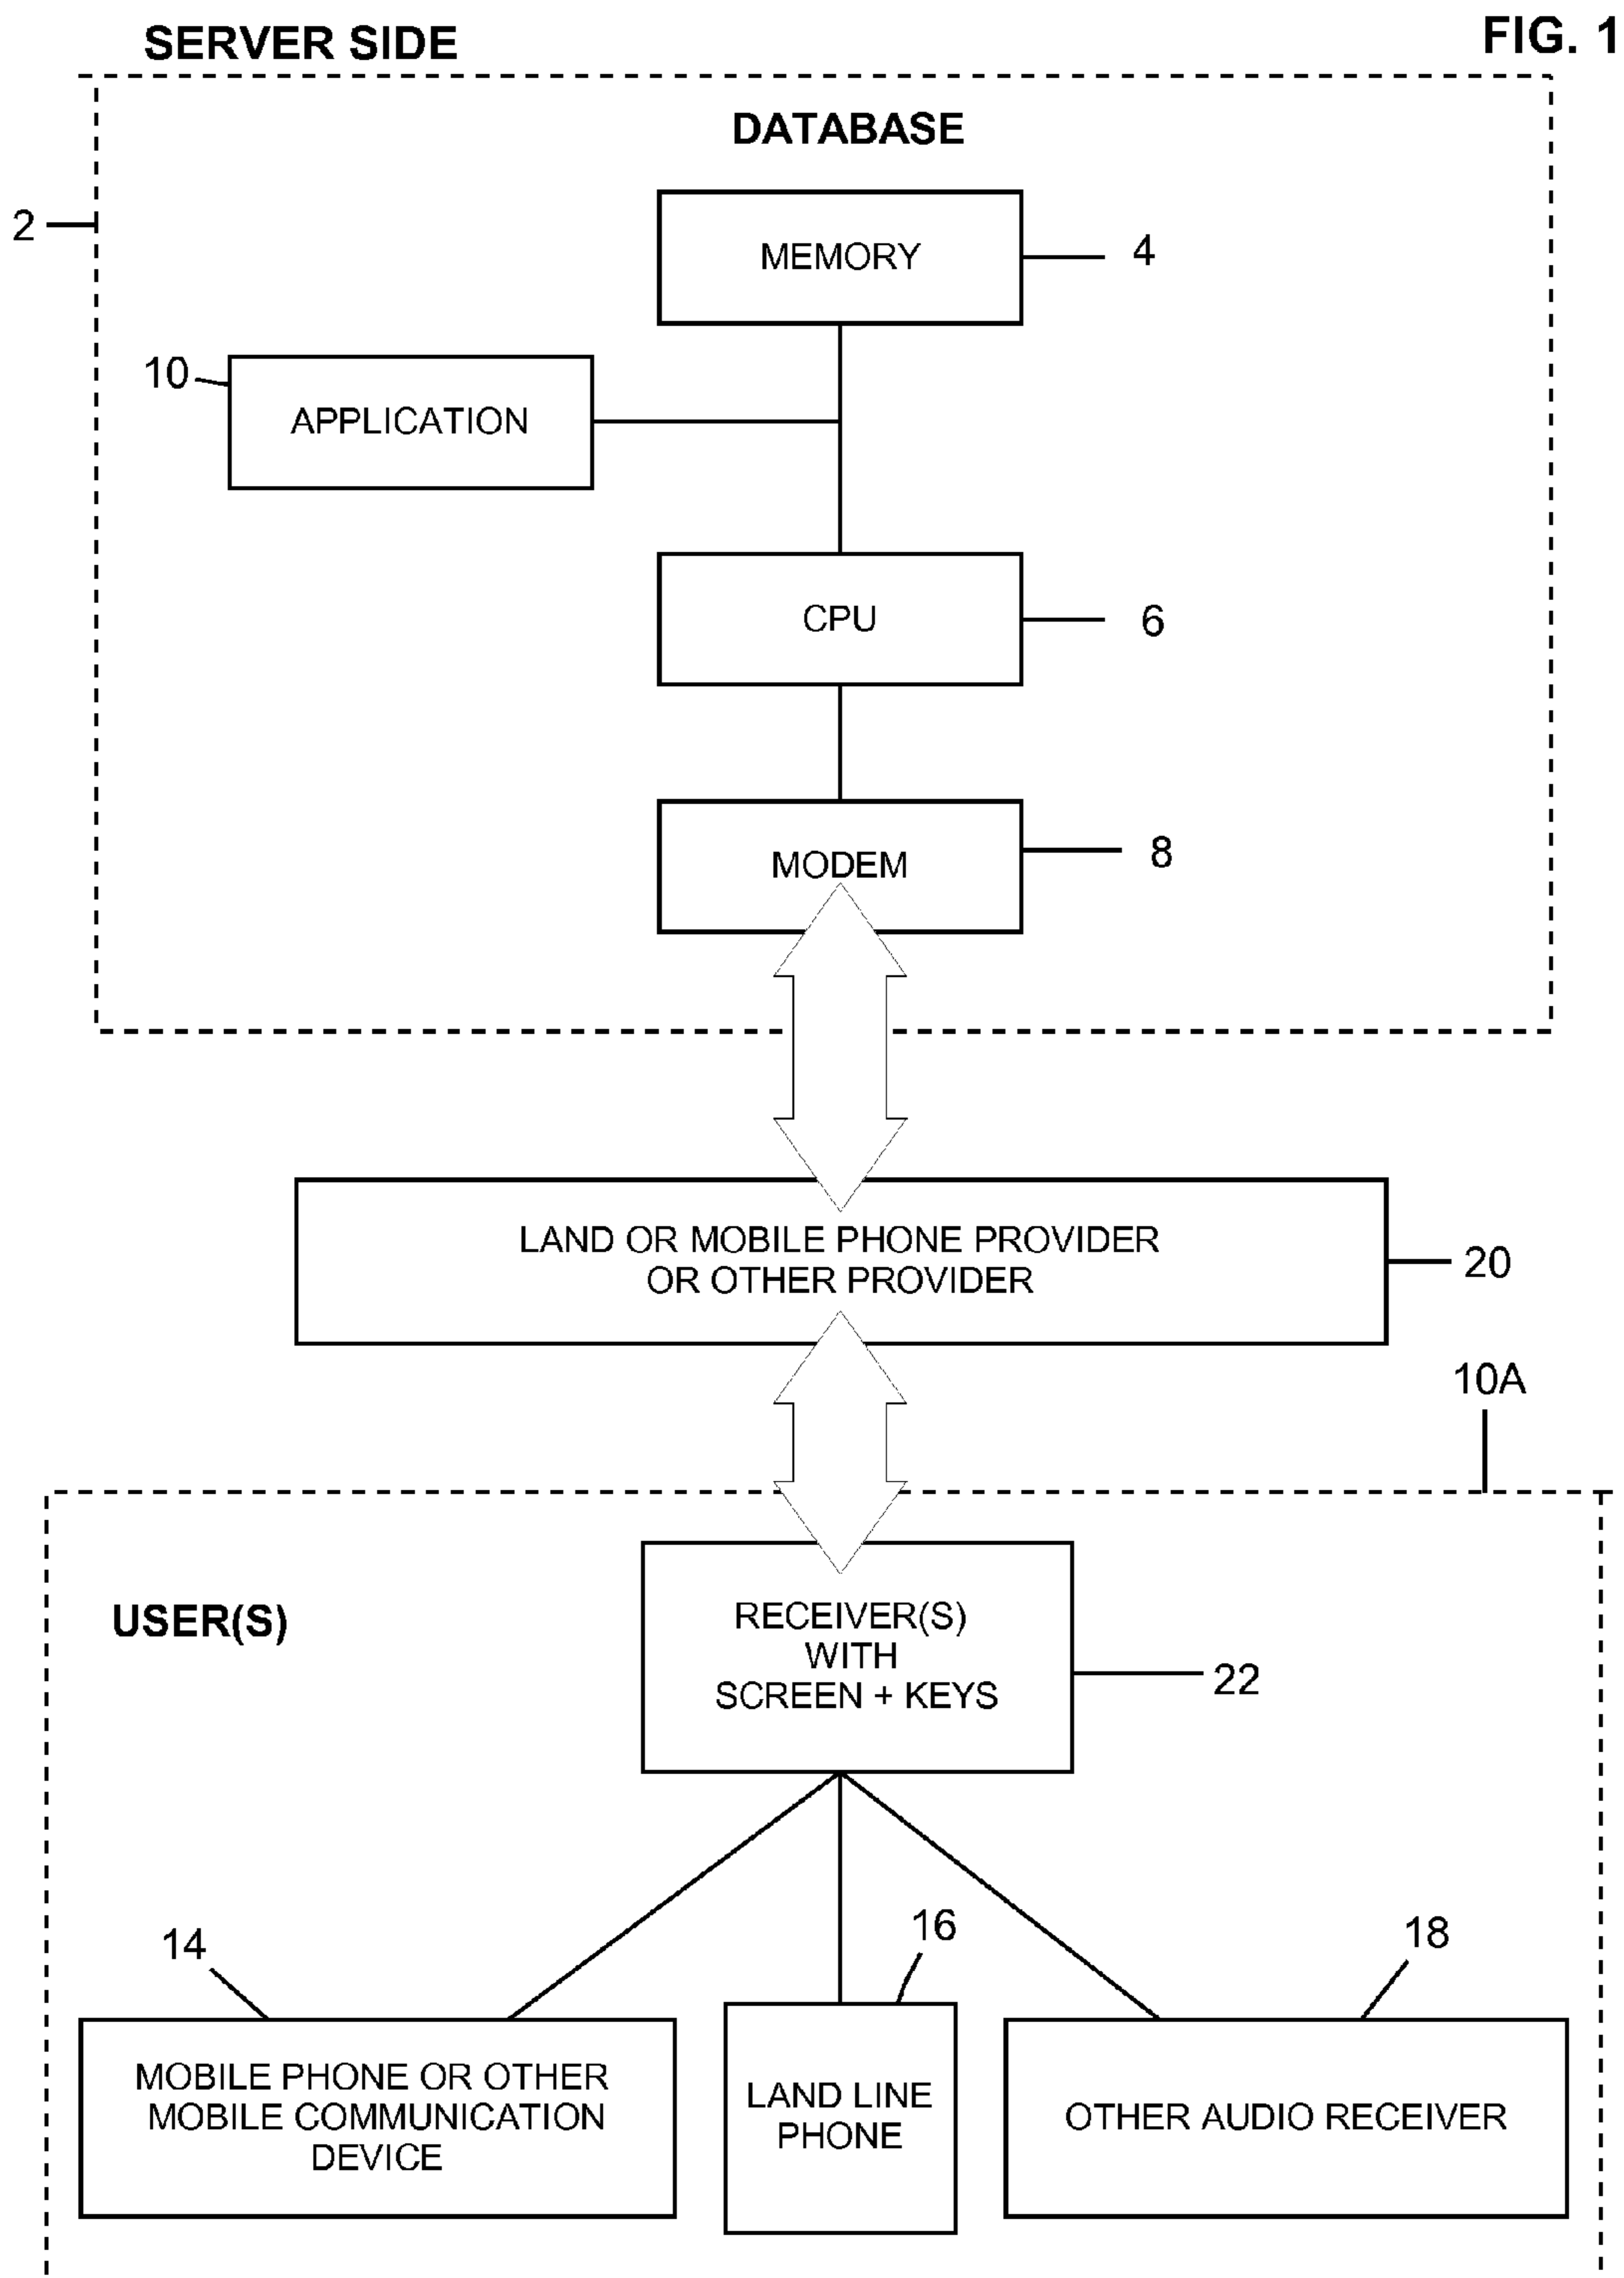 SERVER SIDE
FIG. 1
DATABASE
2
MEMORY
4
10
APPLICATION
CPU
6
MODEM
8
LAND OR MOBILE PHONE PROVIDER
OR OTHER PROVIDER
20
10A
USER(S)
RECEIVER(S)
WITH
SCREEN + KEYS
22
14
16
18
MOBILE PHONE OR OTHER
MOBILE COMMUNICATION
DEVICE
LAND LINE
PHONE
OTHER AUDIO RECEIVER